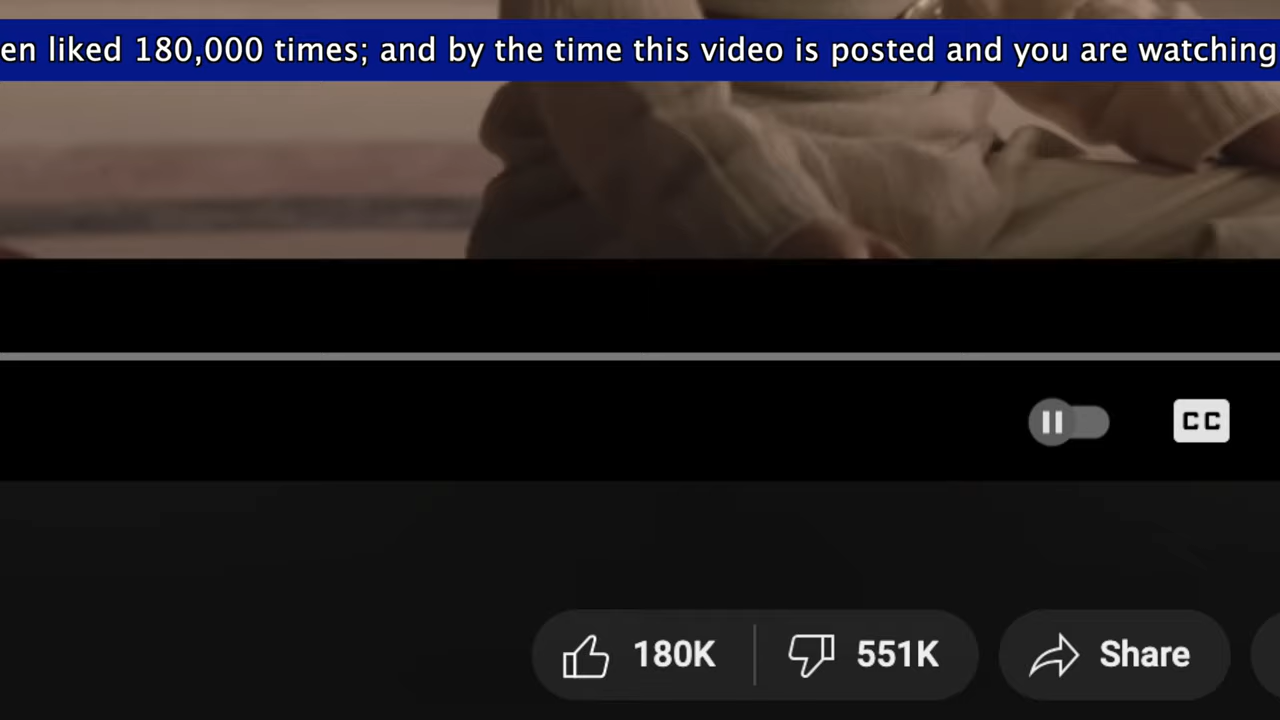 en liked 180,000 times; and by the time this video is posted and you are watching
CC
180K 551K Share